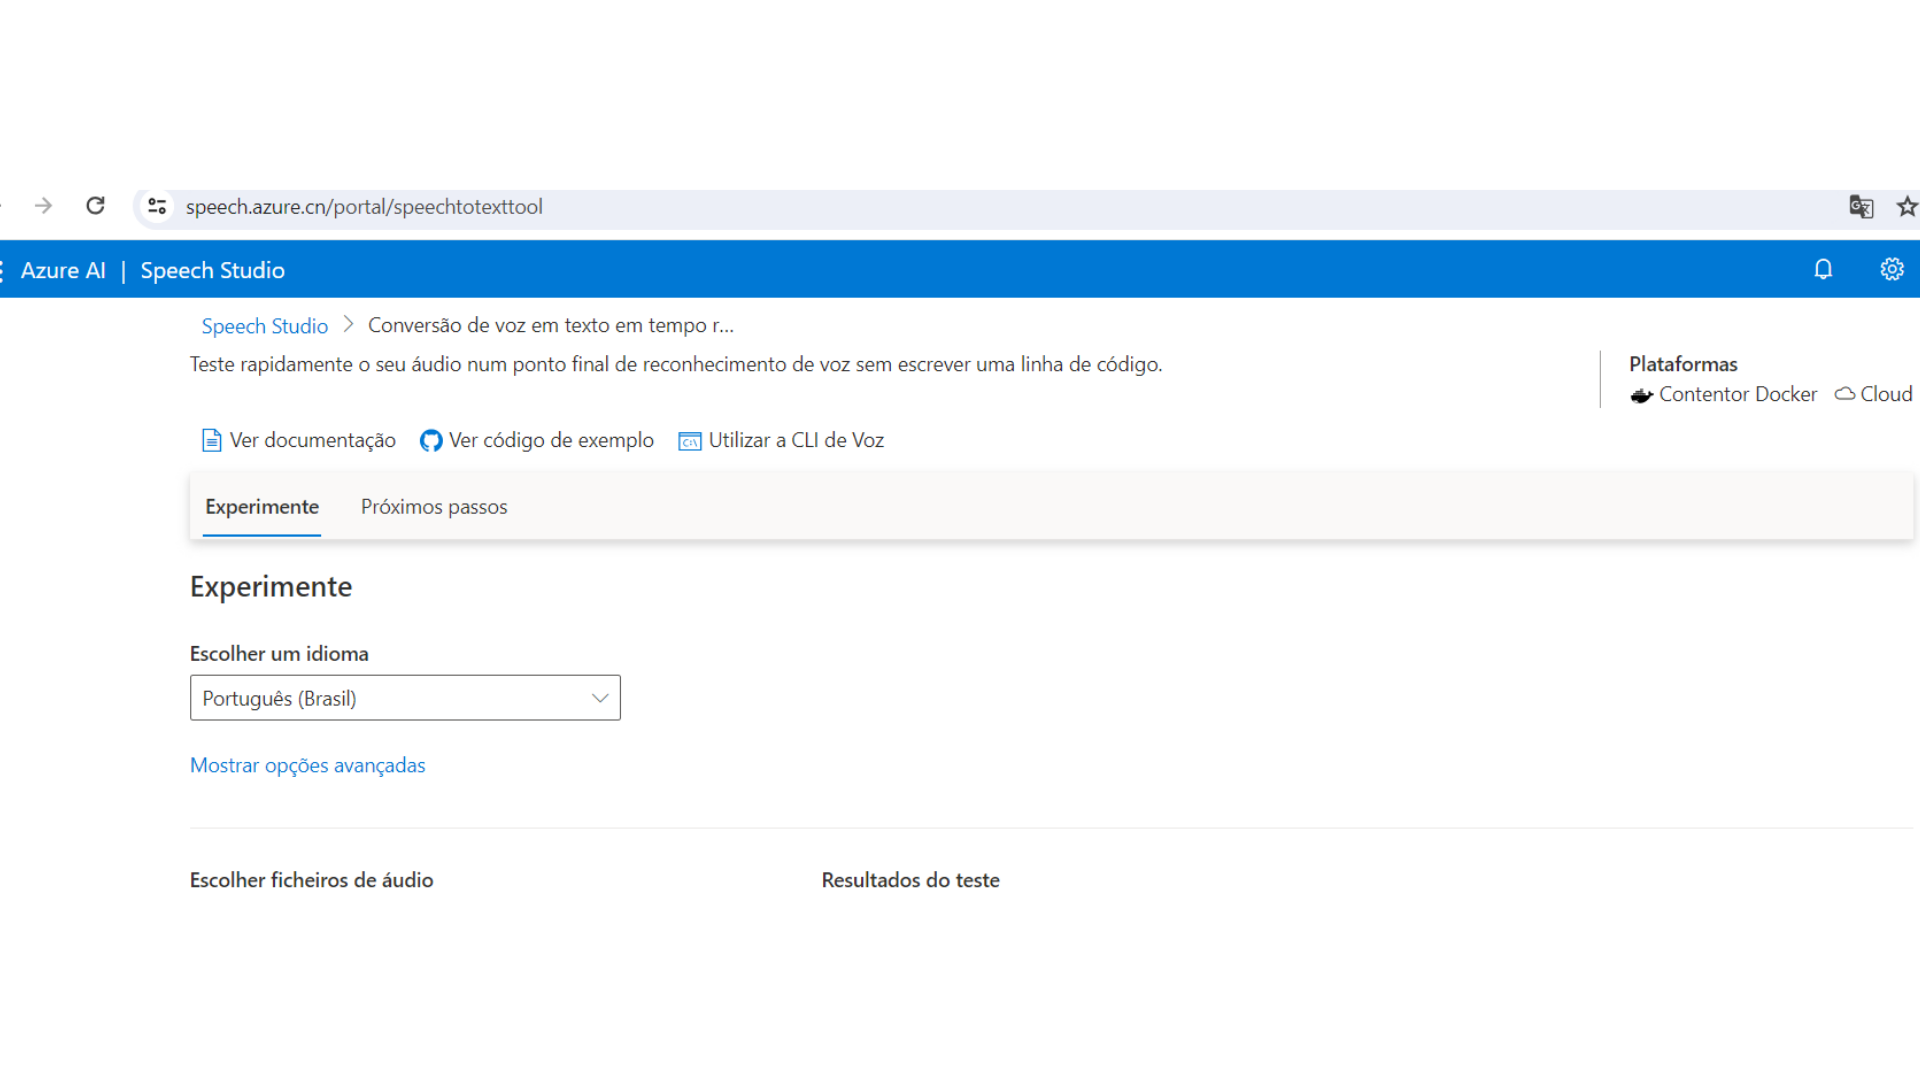 speech.azure.cn/portal/speechtotexttool
Azure AI | Speech Studio
Speech Studio > Conversão de voz em texto em tempo r...
Teste rapidamente o seu áudio num ponto final de reconhecimento de voz sem escrever uma linha de código.
Plataformas
Contentor Docker Cloud
Ver documentação Ver código de exemplo Utilizar a CLI de Voz
Experimente Próximos passos
Experimente
Escolher um idioma
Português (Brasil)
Mostrar opções avançadas
Escolher ficheiros de áudio Resultados do teste